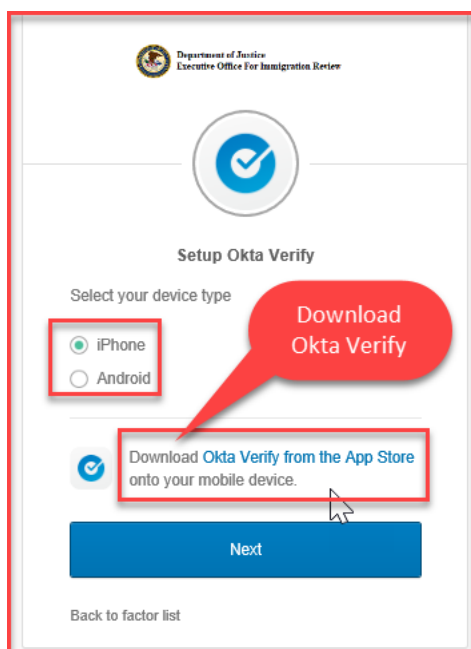 Department of Justice
Executive Office For Immigration Review
Setup Okta Verify
Select your device type
Download
Okta Verify
iPhone
Android
Download Okta Verify from the App Store
onto your mobile device.
Next
Back to factor list